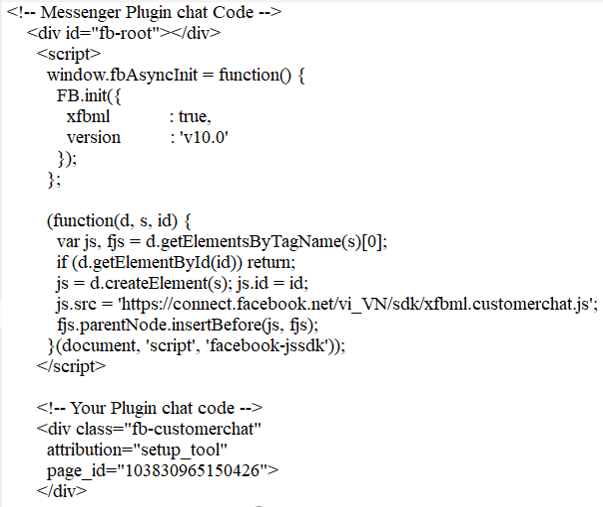 <!-- Messenger Plugin chat Code -->
<div id="fb-root"></div>
<script>
window.fbAsyncInit = function() {
FB.init({
xfbml : true,
version : 'v10.0'
});
};
(function(d, s, id) {
var js, fjs = d.getElementsByTagName(s)[0];
if (d.getElementById(id)) return;
js = d.createElement(s); js.id = id;
js.src = 'https://connect.facebook.net/vi_VN/sdk/xfbml.customerchat.js';
fjs.parentNode.insertBefore(js, fjs);
}(document, 'script', 'facebook-jssdk'));
</script>
<!-- Your Plugin chat code -->
<div class="fb-customerchat"
attribution="setup_tool"
page_id="103830965150426">
</div>